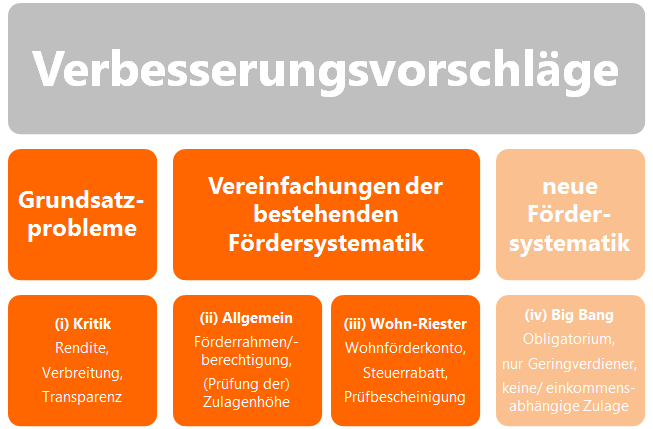 Verbesserungsvorschläge
Grundsatz-
probleme
Vereinfachungen der
bestehenden
Fördersystematik
neue
Förder-
systematik
(i) Kritik
Rendite,
Verbreitung,
Transparenz
(ii) Allgemein
Förderrahmen/-
berechtigung,
(Prüfung der)
Zulagenhöhe
(iii) Wohn-Riester
Wohnförderkonto,
Steuerrabatt,
Prüfbescheinigung
(iv) Big Bang
Obligatorium,
nur Geringverdiener,
keine/ einkommens-
abhängige Zulage